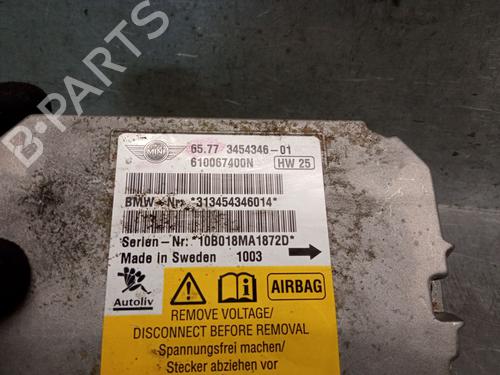 B-PARTS
MINI
65.77 3454346-01
610067400N HW 25
BMW-Nr: *313454346014*
Serien-Nr: *10B018MA1872D*
Made in Sweden 1003
Autoliv
AIRBAG
REMOVE VOLTAGE/
DISCONNECT BEFORE REMOVAL
Spannungsfrei machen/
Stecker abziehen vor